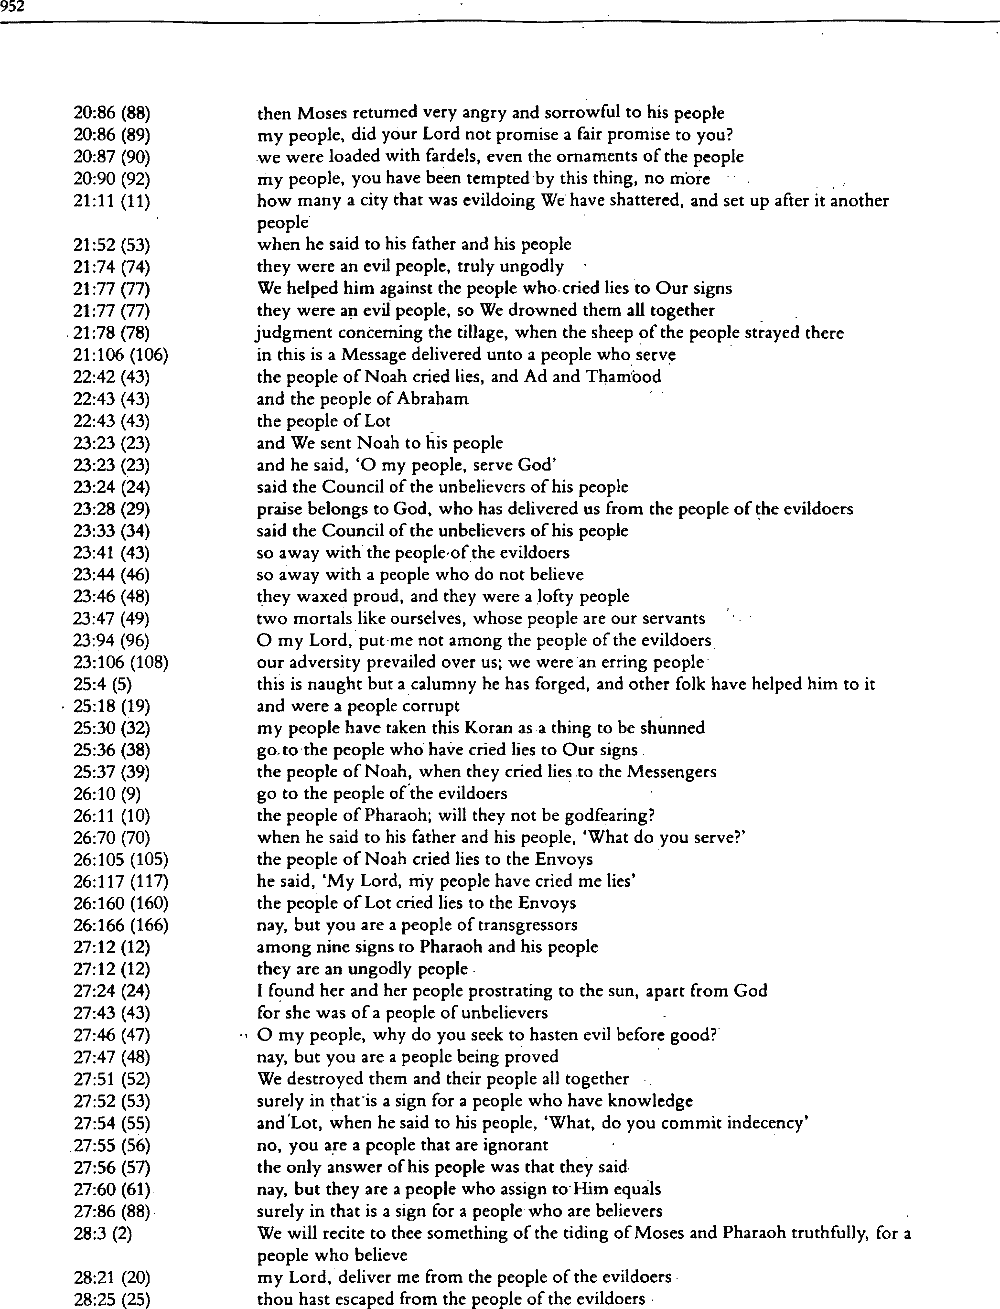 952
20:86 (88) then Moses returned very angry and sorrowful to his people
20:86 (89) my people, did your Lord not promise a fair promise to you?
20:87 (90) we were loaded with fardels, even the ornaments of the people
20:90 (92) my people, you have been tempted by this thing, no more
21:11 (11) how many a city that was evildoing We have shattered, and set up after it another
people
21:52 (53) when he said to his father and his people
21:74 (74) they were an evil people, truly ungodly
21:77 (77) We helped him against the people who cried lies to Our signs
21:77 (77) they were an evil people, so We drowned them all together
21:78 (78) judgment concerning the tillage, when the sheep of the people strayed there
21:106 (106) in this is a Message delivered unto a people who serve
22:42 (43) the people of Noah cried lies, and Ad and Thamood
22:43 (43) and the people of Abraham
22:43 (43) the people of Lot
23:23 (23) and We sent Noah to his people
23:23 (23) and he said, ‘O my people, serve God’
23:24 (24) said the Council of the unbelievers of his people
23:28 (29) praise belongs to God, who has delivered us from the people of the evildoers
23:33 (34) said the Council of the unbelievers of his people
23:41 (43) so away with the people of the evildoers
23:44 (46) so away with a people who do not believe
23:46 (48) they waxed proud, and they were a lofty people
23:47 (49) two mortals like ourselves, whose people are our servants
23:94 (96) O my Lord, put me not among the people of the evildoers
23:106 (108) our adversity prevailed over us; we were an erring people
25:4 (5) this is naught but a calumny he has forged, and other folk have helped him to it
25:18 (19) and were a people corrupt
25:30 (32) my people have taken this Koran as a thing to be shunned
25:36 (38) go to the people who have cried lies to Our signs
25:37 (39) the people of Noah, when they cried lies to the Messengers
26:10 (9) go to the people of the evildoers
26:11 (10) the people of Pharaoh; will they not be godfearing?
26:70 (70) when he said to his father and his people, ‘What do you serve?’
26:105 (105) the people of Noah cried lies to the Envoys
26:117 (117) he said, ‘My Lord, my people have cried me lies’
26:160 (160) the people of Lot cried lies to the Envoys
26:166 (166) nay, but you are a people of transgressors
27:12 (12) among nine signs to Pharaoh and his people
27:12 (12) they are an ungodly people
27:24 (24) I found her and her people prostrating to the sun, apart from God
27:43 (43) for she was of a people of unbelievers
27:46 (47) O my people, why do you seek to hasten evil before good?
27:47 (48) nay, but you are a people being proved
27:51 (52) We destroyed them and their people all together
27:52 (53) surely in that is a sign for a people who have knowledge
27:54 (55) and Lot, when he said to his people, ‘What, do you commit indecency’
27:55 (56) no, you are a people that are ignorant
27:56 (57) the only answer of his people was that they said
27:60 (61) nay, but they are a people who assign to Him equals
27:86 (88) surely in that is a sign for a people who are believers
28:3 (2) We will recite to thee something of the tiding of Moses and Pharaoh truthfully, for a
people who believe
28:21 (20) my Lord, deliver me from the people of the evildoers
28:25 (25) thou hast escaped from the people of the evildoers